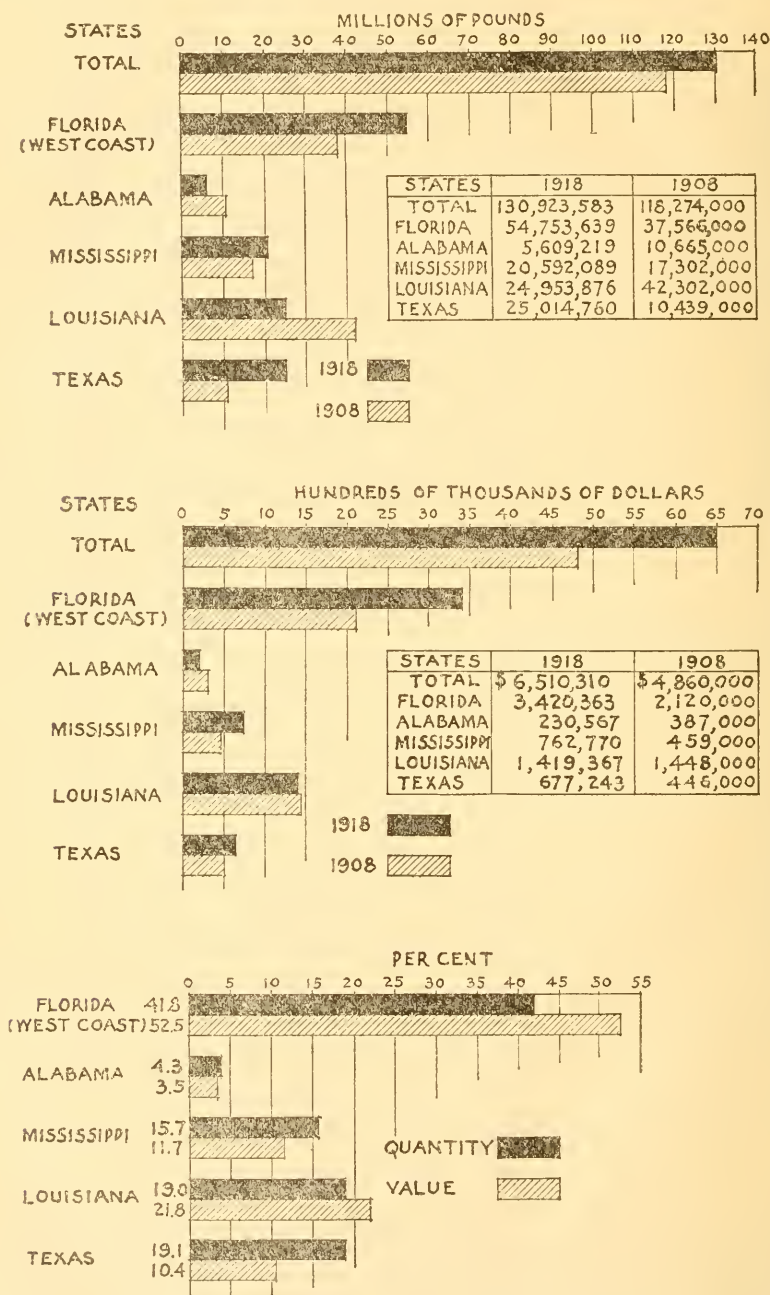 MILLIONS OF POUNDS
STATES
0 10 20 30 40 50 60 70 80 90 100 110 120 130 140
TOTAL
FLORIDA
(WEST COAST)
ALABAMA
MISSISSIPPI
LOUISIANA
TEXAS
STATES 1918 1908
TOTAL 130,923,583 118,274,000
FLORIDA 54,753,639 37,566,000
ALABAMA 5,609,219 10,665,000
MISSISSIPPI 20,592,089 17,302,000
LOUISIANA 24,953,876 42,302,000
TEXAS 25,014,760 10,439,000
1918
1908
HUNDREDS OF THOUSANDS OF DOLLARS
STATES
0 5 10 15 20 25 30 35 40 45 50 55 60 65 70
TOTAL
FLORIDA
(WEST COAST)
ALABAMA
MISSISSIPPI
LOUISIANA
TEXAS
STATES 1918 1908
TOTAL $6,510,310 $4,860,000
FLORIDA 3,420,363 2,120,000
ALABAMA 230,567 387,000
MISSISSIPPI 762,770 459,000
LOUISIANA 1,419,367 1,448,000
TEXAS 677,243 446,000
1918
1908
PER CENT
0 5 10 15 20 25 30 35 40 45 50 55
FLORIDA 41.8
(WEST COAST) 52.5
ALABAMA 4.3
3.5
MISSISSIPPI 15.7
11.7
LOUISIANA 19.0
21.8
TEXAS 19.1
10.4
QUANTITY
VALUE